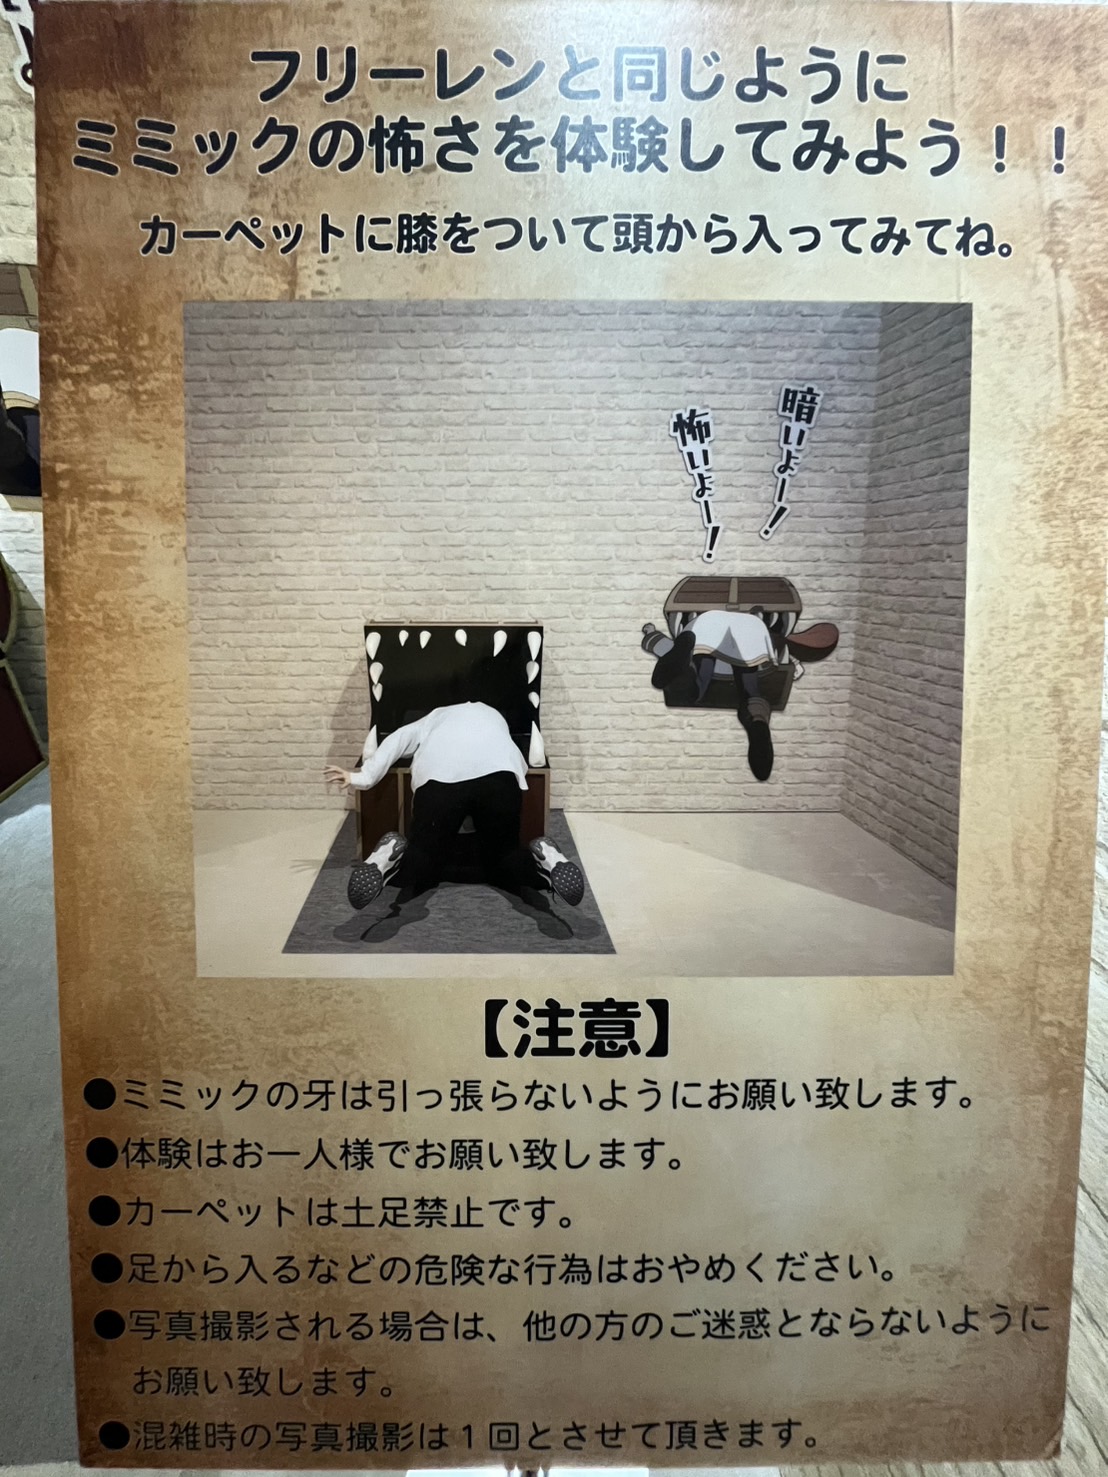 フリーレンと同じように
ミミックの怖さを体験してみよう！！
カーペットに膝をついて頭から入ってみてね。
暗いよー！
怖いよー！
【注意】
●ミミックの牙は引っ張らないようにお願い致します。
●体験はお一人様でお願い致します。
●カーペットは土足禁止です。
●足から入るなどの危険な行為はおやめください。
●写真撮影される場合は、他の方のご迷惑とならないように
お願い致します。
●混雑時の写真撮影は１回とさせて頂きます。